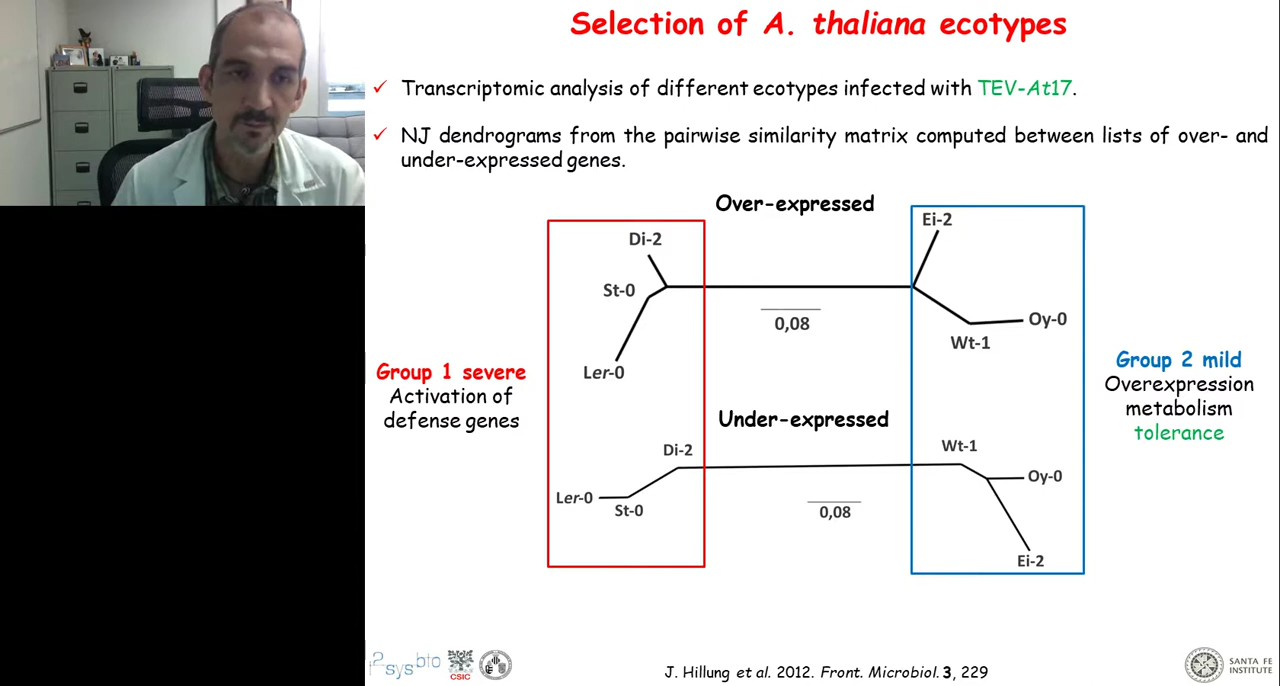 Selection of A. thaliana ecotypes
✓ Transcriptomic analysis of different ecotypes infected with TEV-At17.
✓ NJ dendrograms from the pairwise similarity matrix computed between lists of over- and
under-expressed genes.
Over-expressed
Di-2
St-0
Ler-0
0,08
Ei-2
Oy-0
Wt-1
Group 1 severe
Activation of
defense genes
Group 2 mild
Overexpression
metabolism
tolerance
Under-expressed
Di-2
Ler-0
St-0
0,08
Wt-1
Oy-0
Ei-2
sysbio
CSIC
J. Hillung et al. 2012. Front. Microbiol. 3, 229
SANTA FE
INSTITUTE